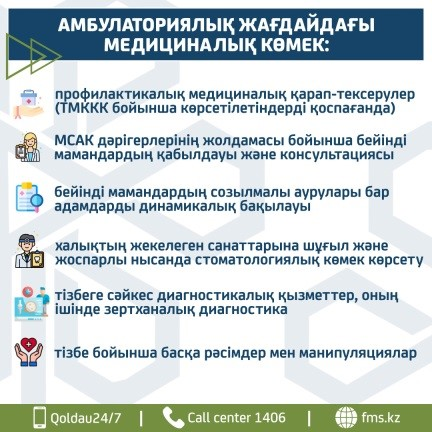 АМБУЛАТОРИЯЛЫҚ ЖАҒДАЙДАҒЫ
МЕДИЦИНАЛЫҚ КӨМЕК:
профилактикалық медициналық қарап-тексерулер
(ТМККК бойынша көрсетілетіндерді қоспағанда)
МСАК дәрігерлерінің жолдамасы бойынша бейінді
мамандардың қабылдауы және консультациясы
бейінді мамандардың созылмалы аурулары бар
адамдарды динамикалық бақылауы
халықтың жекелеген санаттарына шұғыл және
жоспарлы нысанда стоматологиялық көмек көрсету
тізбеге сәйкес диагностикалық қызметтер, оның
ішінде зертханалық диагностика
тізбе бойынша басқа рәсімдер мен манипуляциялар
Qoldau24/7 | Call center 1406 | fms.kz